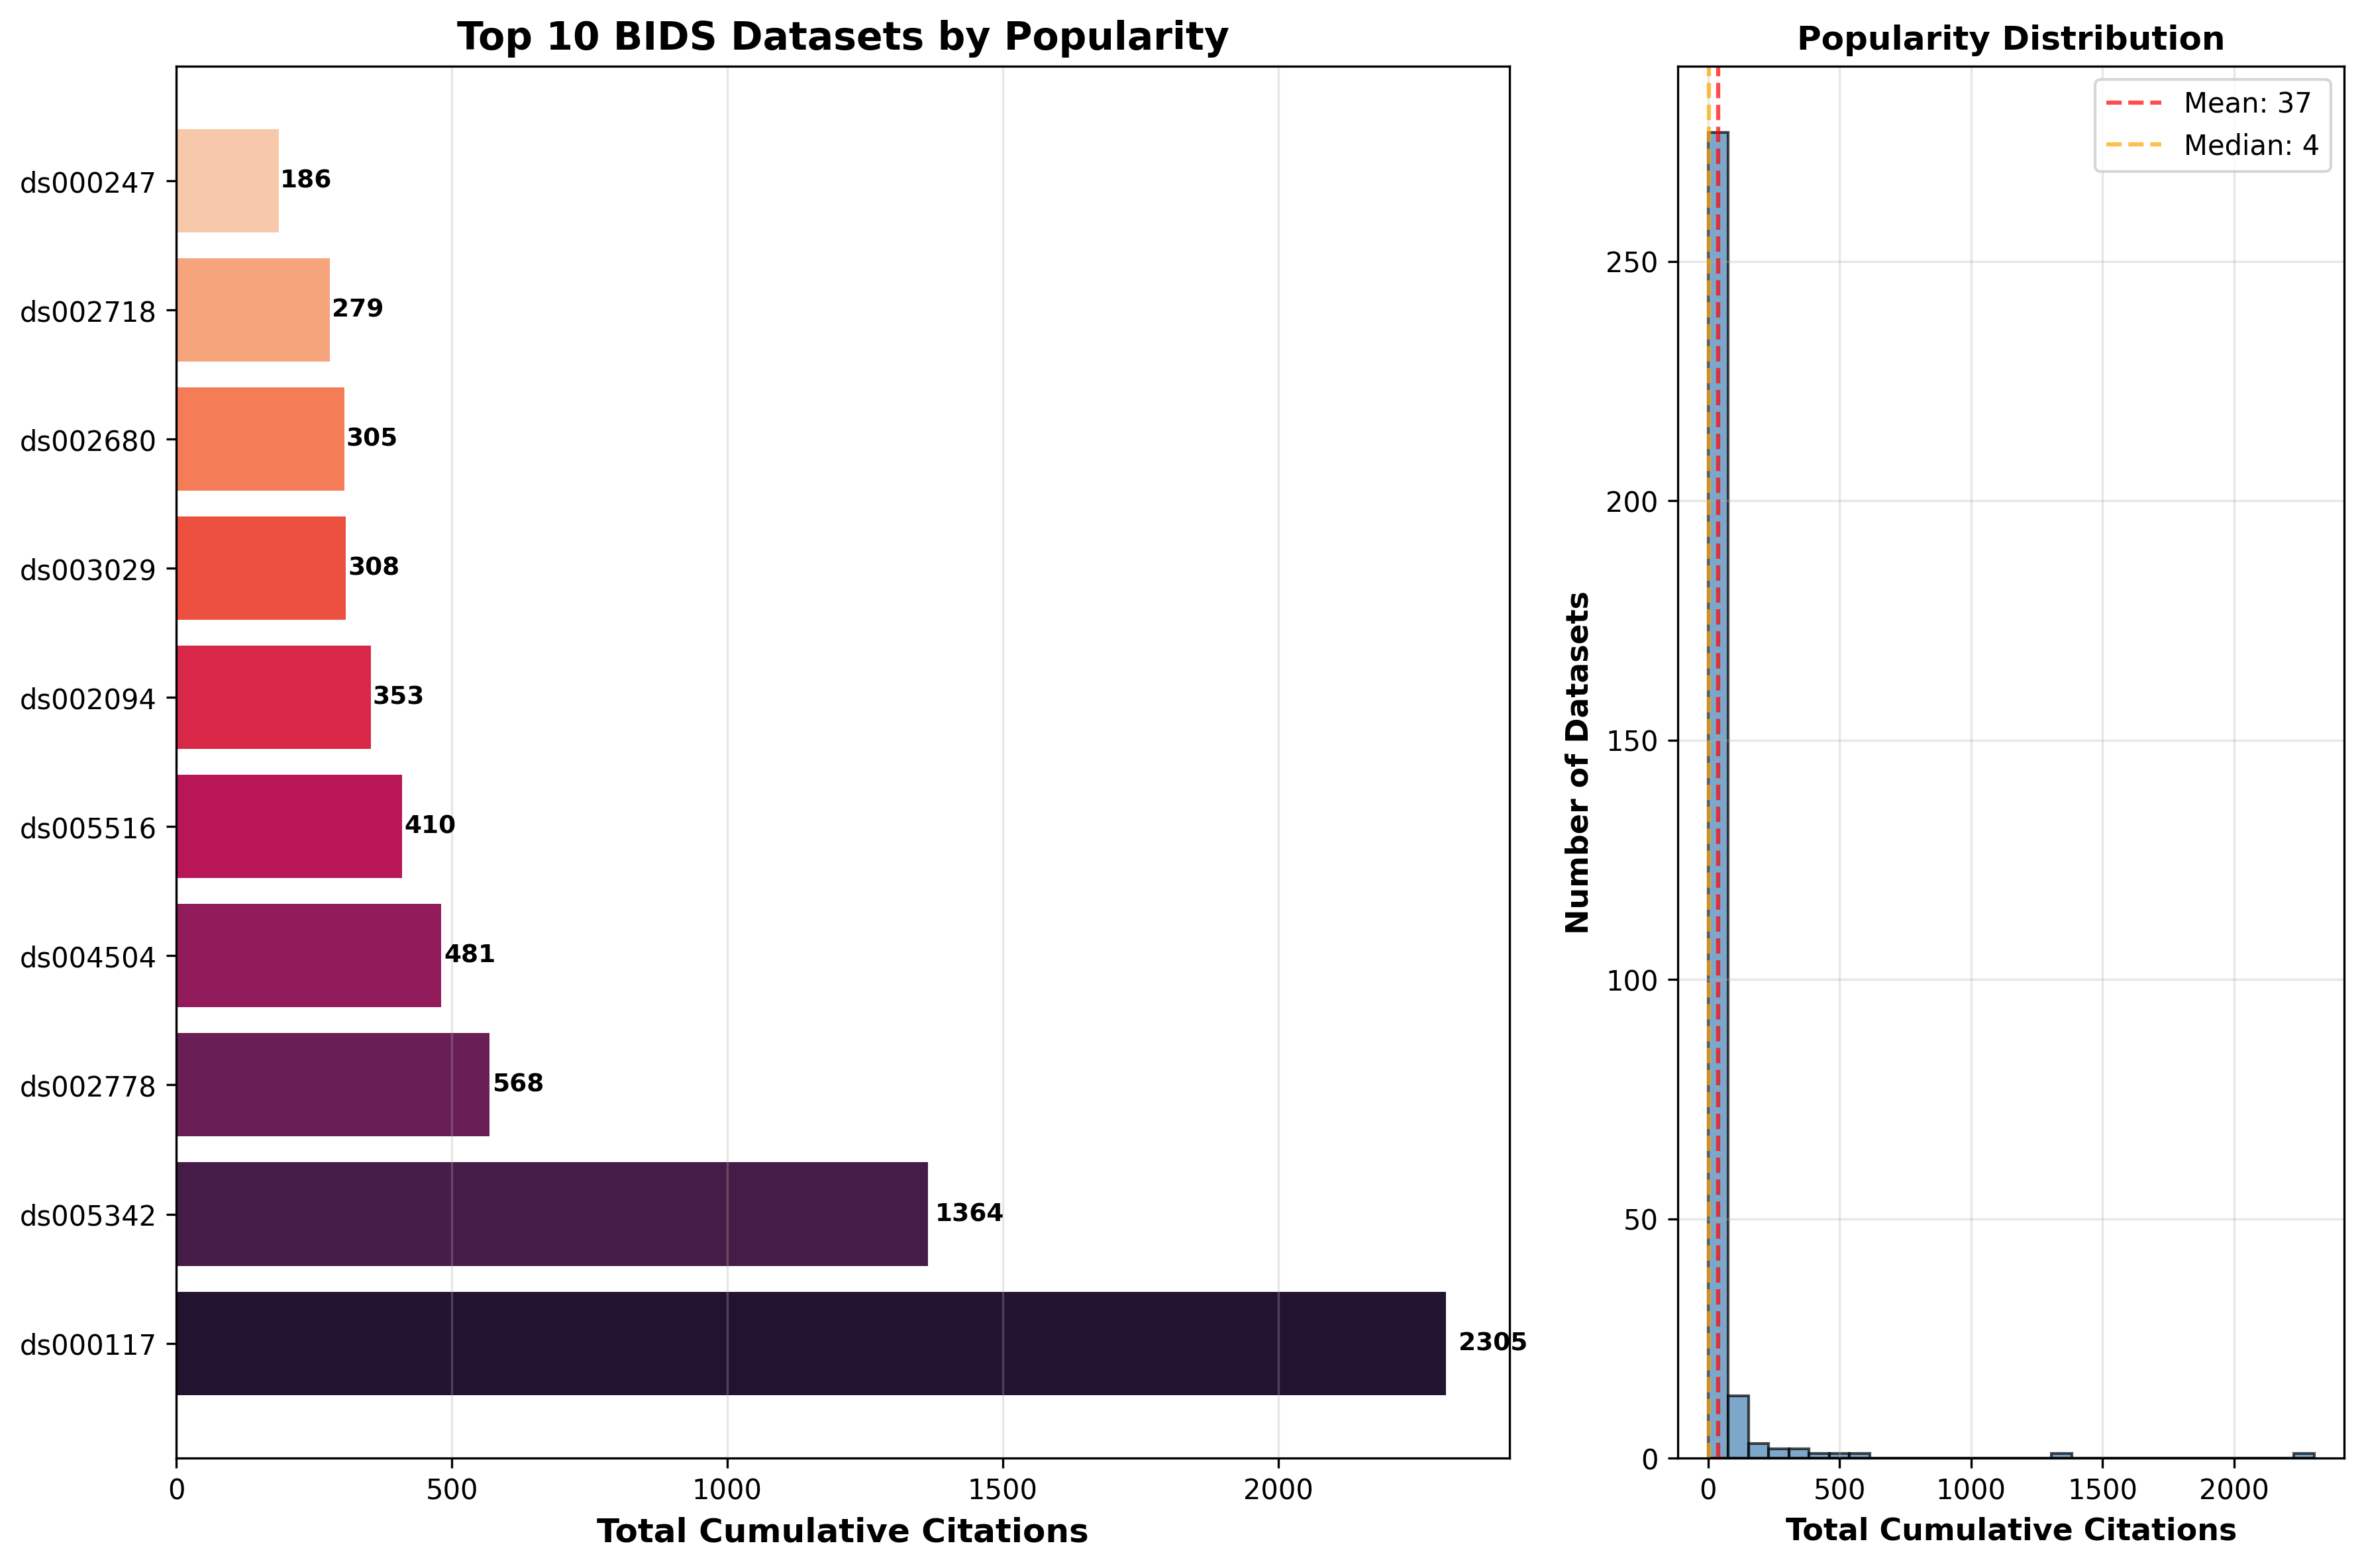 Top 10 BIDS Datasets by Popularity
ds000247
186
ds002718
279
ds002680
305
ds003029
308
ds002094
353
ds005516
410
ds004504
481
ds002778
568
ds005342
1364
ds000117
2305
0 500 1000 1500 2000
Total Cumulative Citations
Popularity Distribution
Mean: 37
Median: 4
Number of Datasets
250
200
150
100
50
0
0 500 1000 1500 2000
Total Cumulative Citations